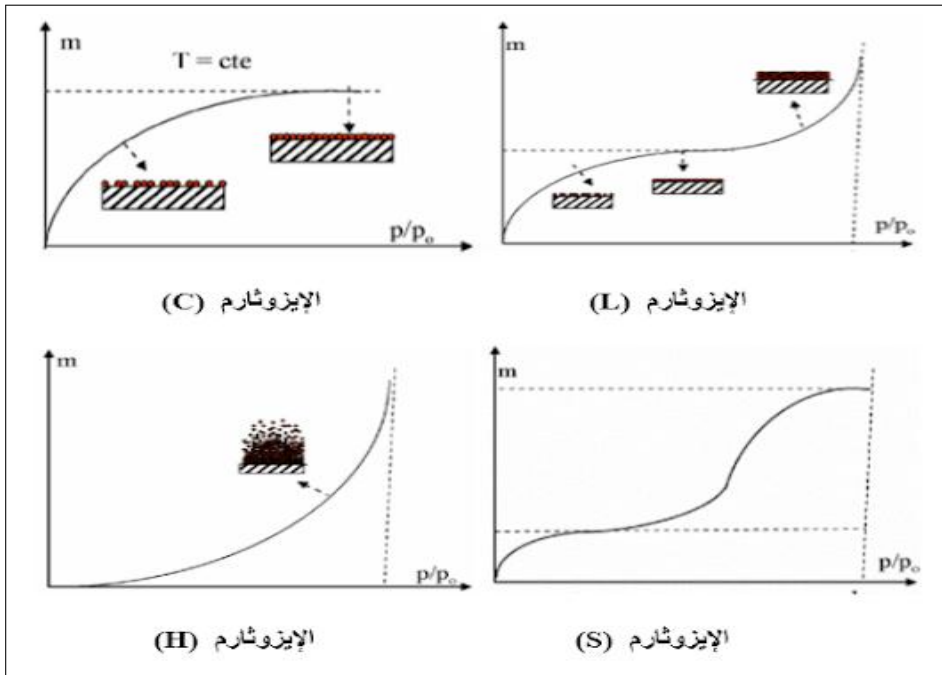 m
T = cte
p/p₀
الإيزوثارم (C)
m
p/p₀
الإيزوثارم (L)
m
p/p₀
الإيزوثارم (H)
m
p/p₀
الإيزوثارم (S)